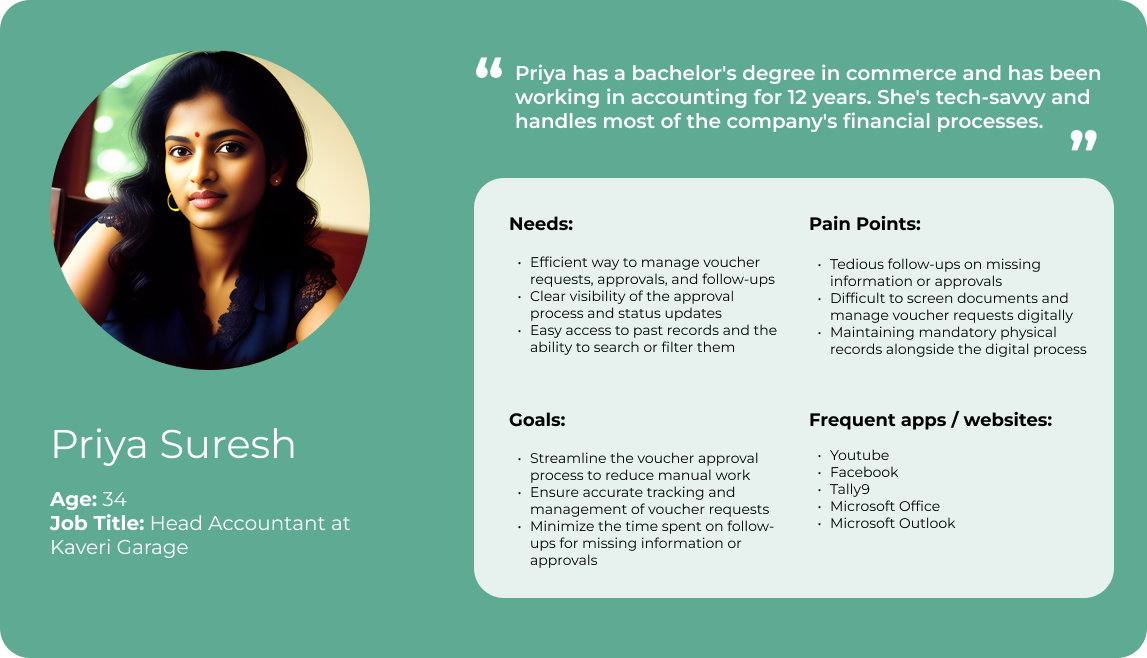 “ Priya has a bachelor's degree in commerce and has been
working in accounting for 12 years. She's tech-savvy and
handles most of the company's financial processes. ”
Priya Suresh
Age: 34
Job Title: Head Accountant at
Kaveri Garage
Needs:
• Efficient way to manage voucher
requests, approvals, and follow-ups
• Clear visibility of the approval
process and status updates
• Easy access to past records and the
ability to search or filter them
Pain Points:
• Tedious follow-ups on missing
information or approvals
• Difficult to screen documents and
manage voucher requests digitally
• Maintaining mandatory physical
records alongside the digital process
Goals:
• Streamline the voucher approval
process to reduce manual work
• Ensure accurate tracking and
management of voucher requests
• Minimize the time spent on follow-
ups for missing information or
approvals
Frequent apps / websites:
• Youtube
• Facebook
• Tally9
• Microsoft Office
• Microsoft Outlook